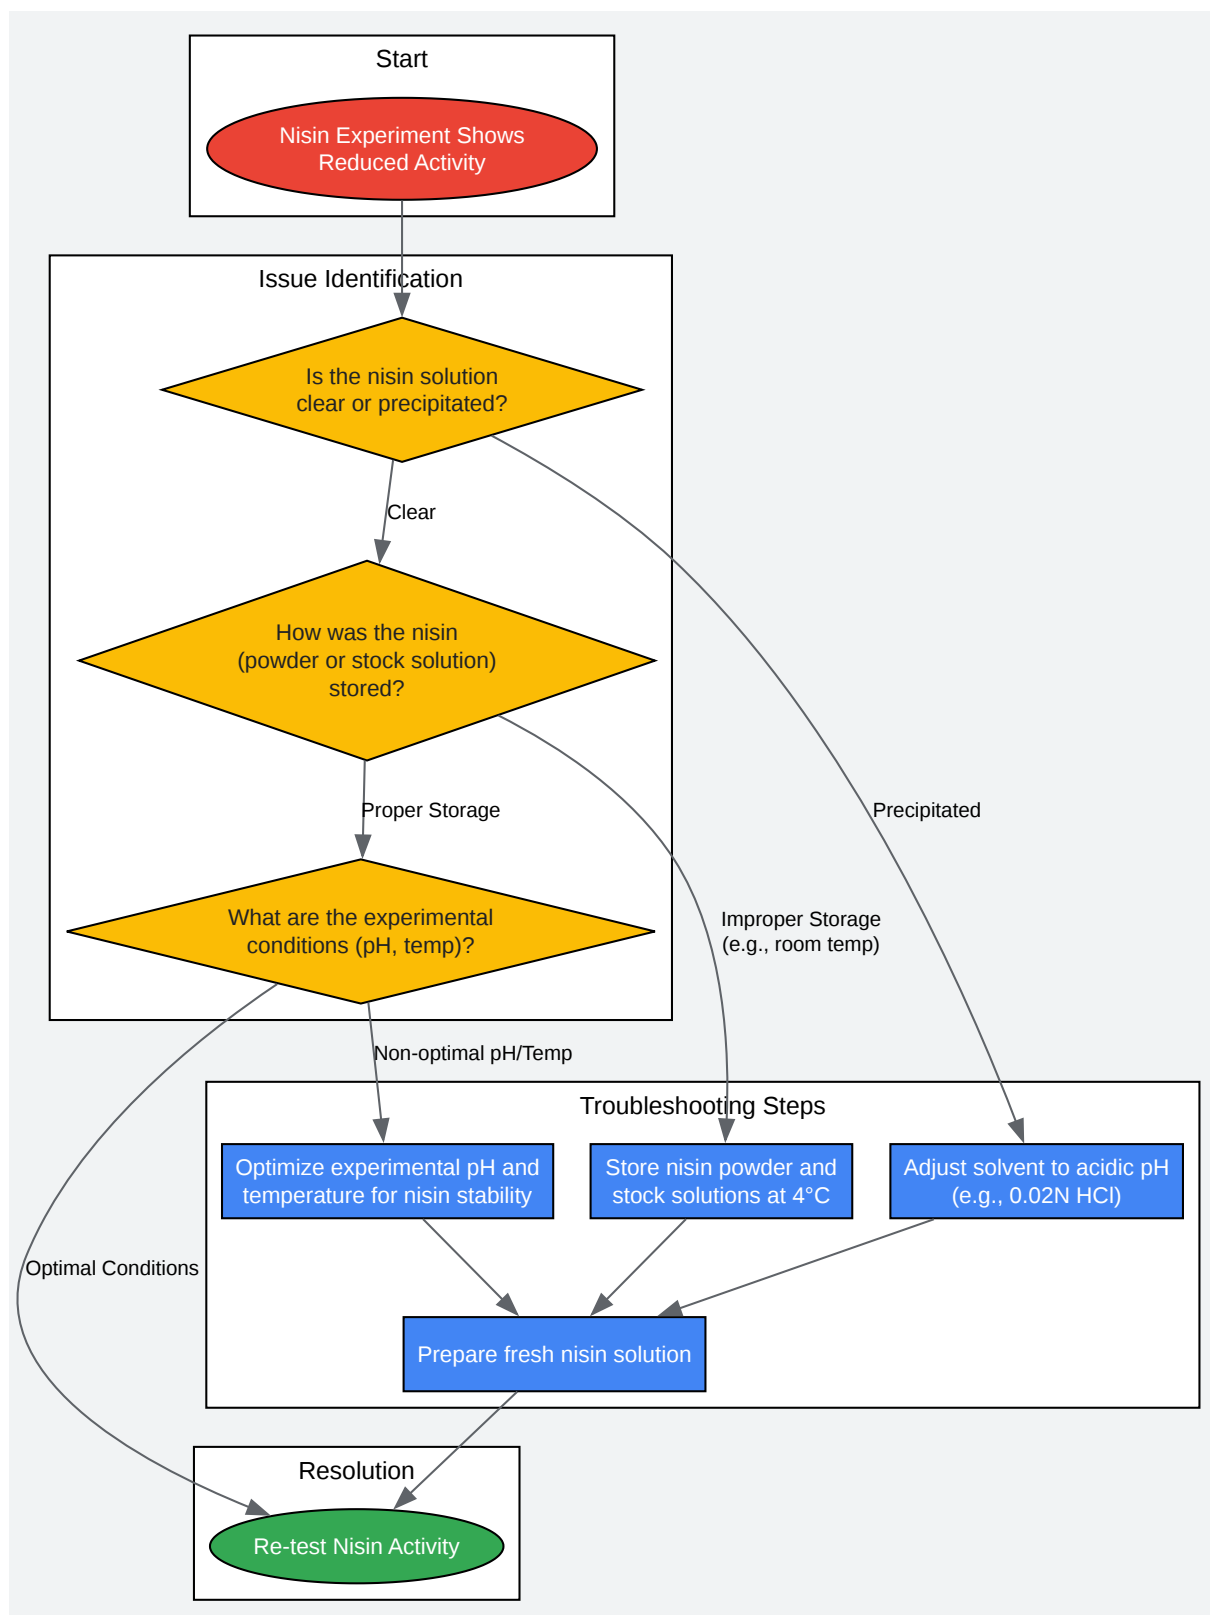 Start
Nisin Experiment Shows
Reduced Activity
Issue Identification
Is the nisin solution
clear or precipitated?
Clear
How was the nisin
(powder or stock solution)
stored?
Proper Storage
Precipitated
What are the experimental
conditions (pH, temp)?
Improper Storage
(e.g., room temp)
Non-optimal pH/Temp
Troubleshooting Steps
Optimize experimental pH and
temperature for nisin stability
Store nisin powder and
stock solutions at 4°C
Adjust solvent to acidic pH
(e.g., 0.02N HCl)
Optimal Conditions
Prepare fresh nisin solution
Resolution
Re-test Nisin Activity